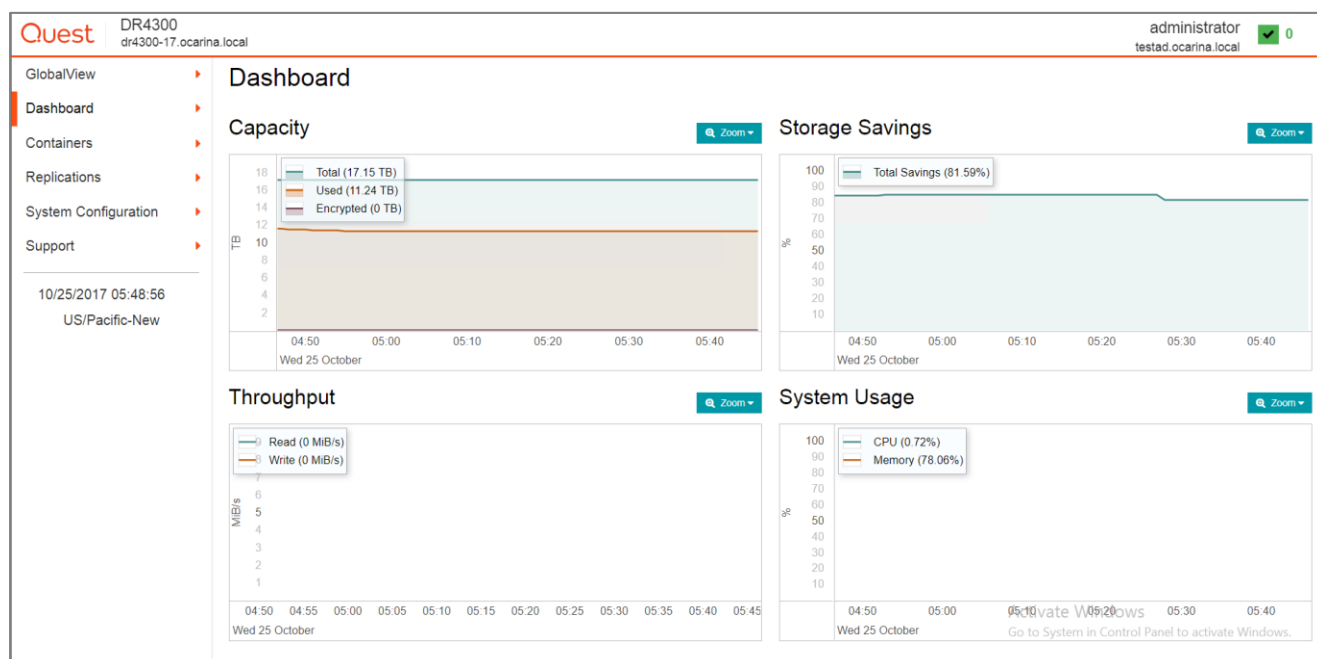 Quest
DR4300
dr4300-17.ocarina.local
administrator
testad.ocarina.local
0
GlobalView
Dashboard
Containers
Replications
System Configuration
Support
10/25/2017 05:48:56
US/Pacific-New
Dashboard
Capacity
Zoom
Total (17.15 TB)
Used (11.24 TB)
Encrypted (0 TB)
TB
18
16
14
12
10
8
6
4
2
04:50 05:00 05:10 05:20 05:30 05:40
Wed 25 October
Storage Savings
Zoom
Total Savings (81.59%)
%
100
90
80
70
60
50
40
30
20
10
04:50 05:00 05:10 05:20 05:30 05:40
Wed 25 October
Throughput
Zoom
Read (0 MiB/s)
Write (0 MiB/s)
MiB/s
9
8
7
6
5
4
3
2
1
04:50 04:55 05:00 05:05 05:10 05:15 05:20 05:25 05:30 05:35 05:40 05:45
Wed 25 October
System Usage
Zoom
CPU (0.72%)
Memory (78.06%)
%
100
90
80
70
60
50
40
30
20
10
04:50 05:00 05:10 05:20 05:30 05:40
Wed 25 October
Activate Windows
Go to System in Control Panel to activate Windows.